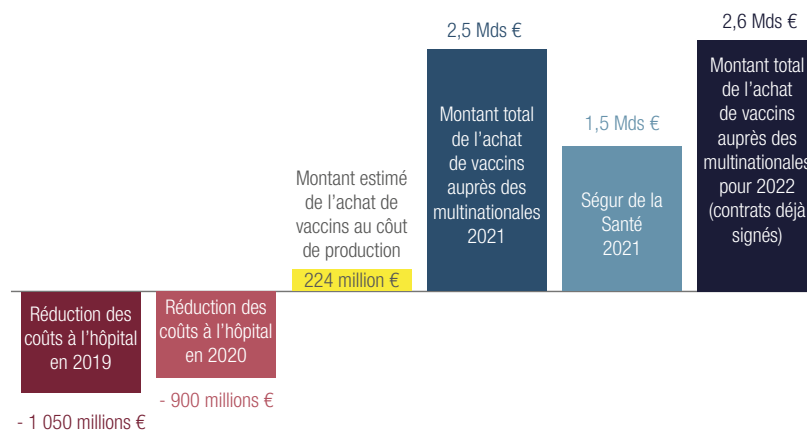 Réduction des
coûts à l'hôpital
en 2019
- 1 050 millions €
Réduction des
coûts à l'hôpital
en 2020
- 900 millions €
Montant estimé
de l'achat de
vaccins au côut
de production
224 million €
2,5 Mds €
Montant total
de l'achat
de vaccins
auprès des
multinationales
2021
1,5 Mds €
Ségur de la
Santé
2021
2,6 Mds €
Montant total
de l'achat
de vaccins
auprès des
multinationales
pour 2022
(contrats déjà
signés)